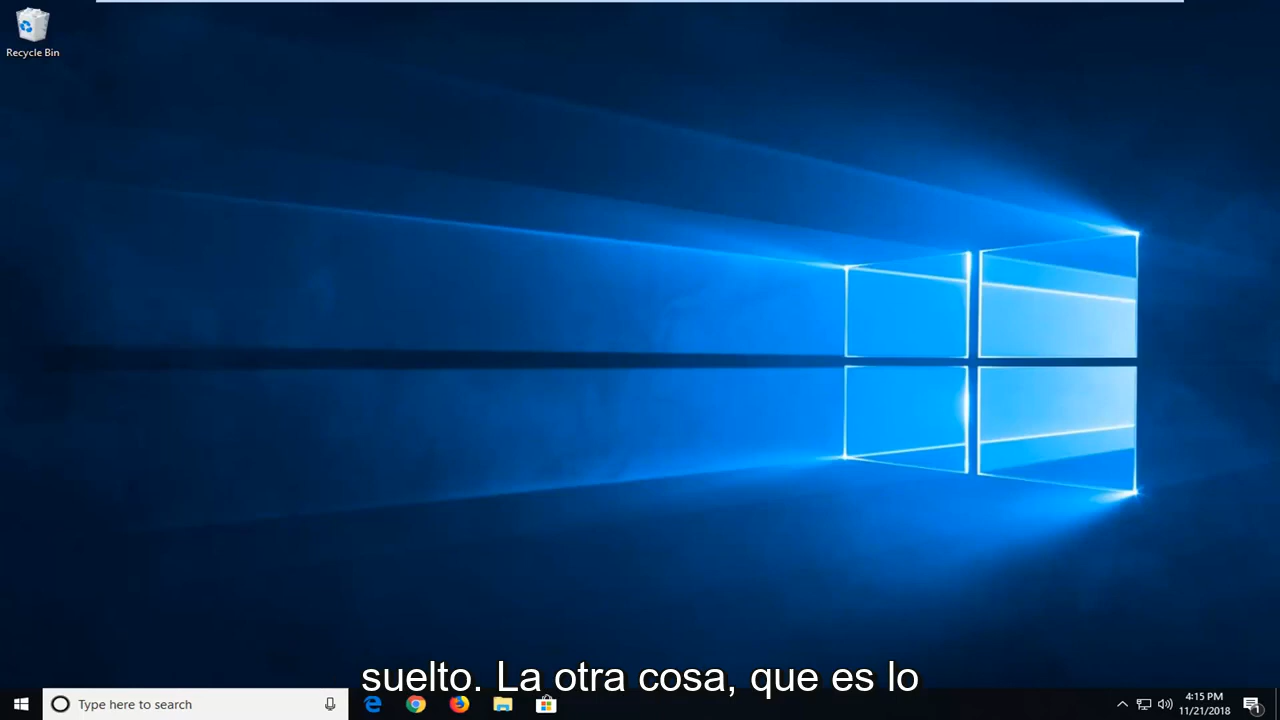 Recycle Bin
suelto. La otra cosa, que es lo
Type here to search
4:15 PM
11/21/2018
1